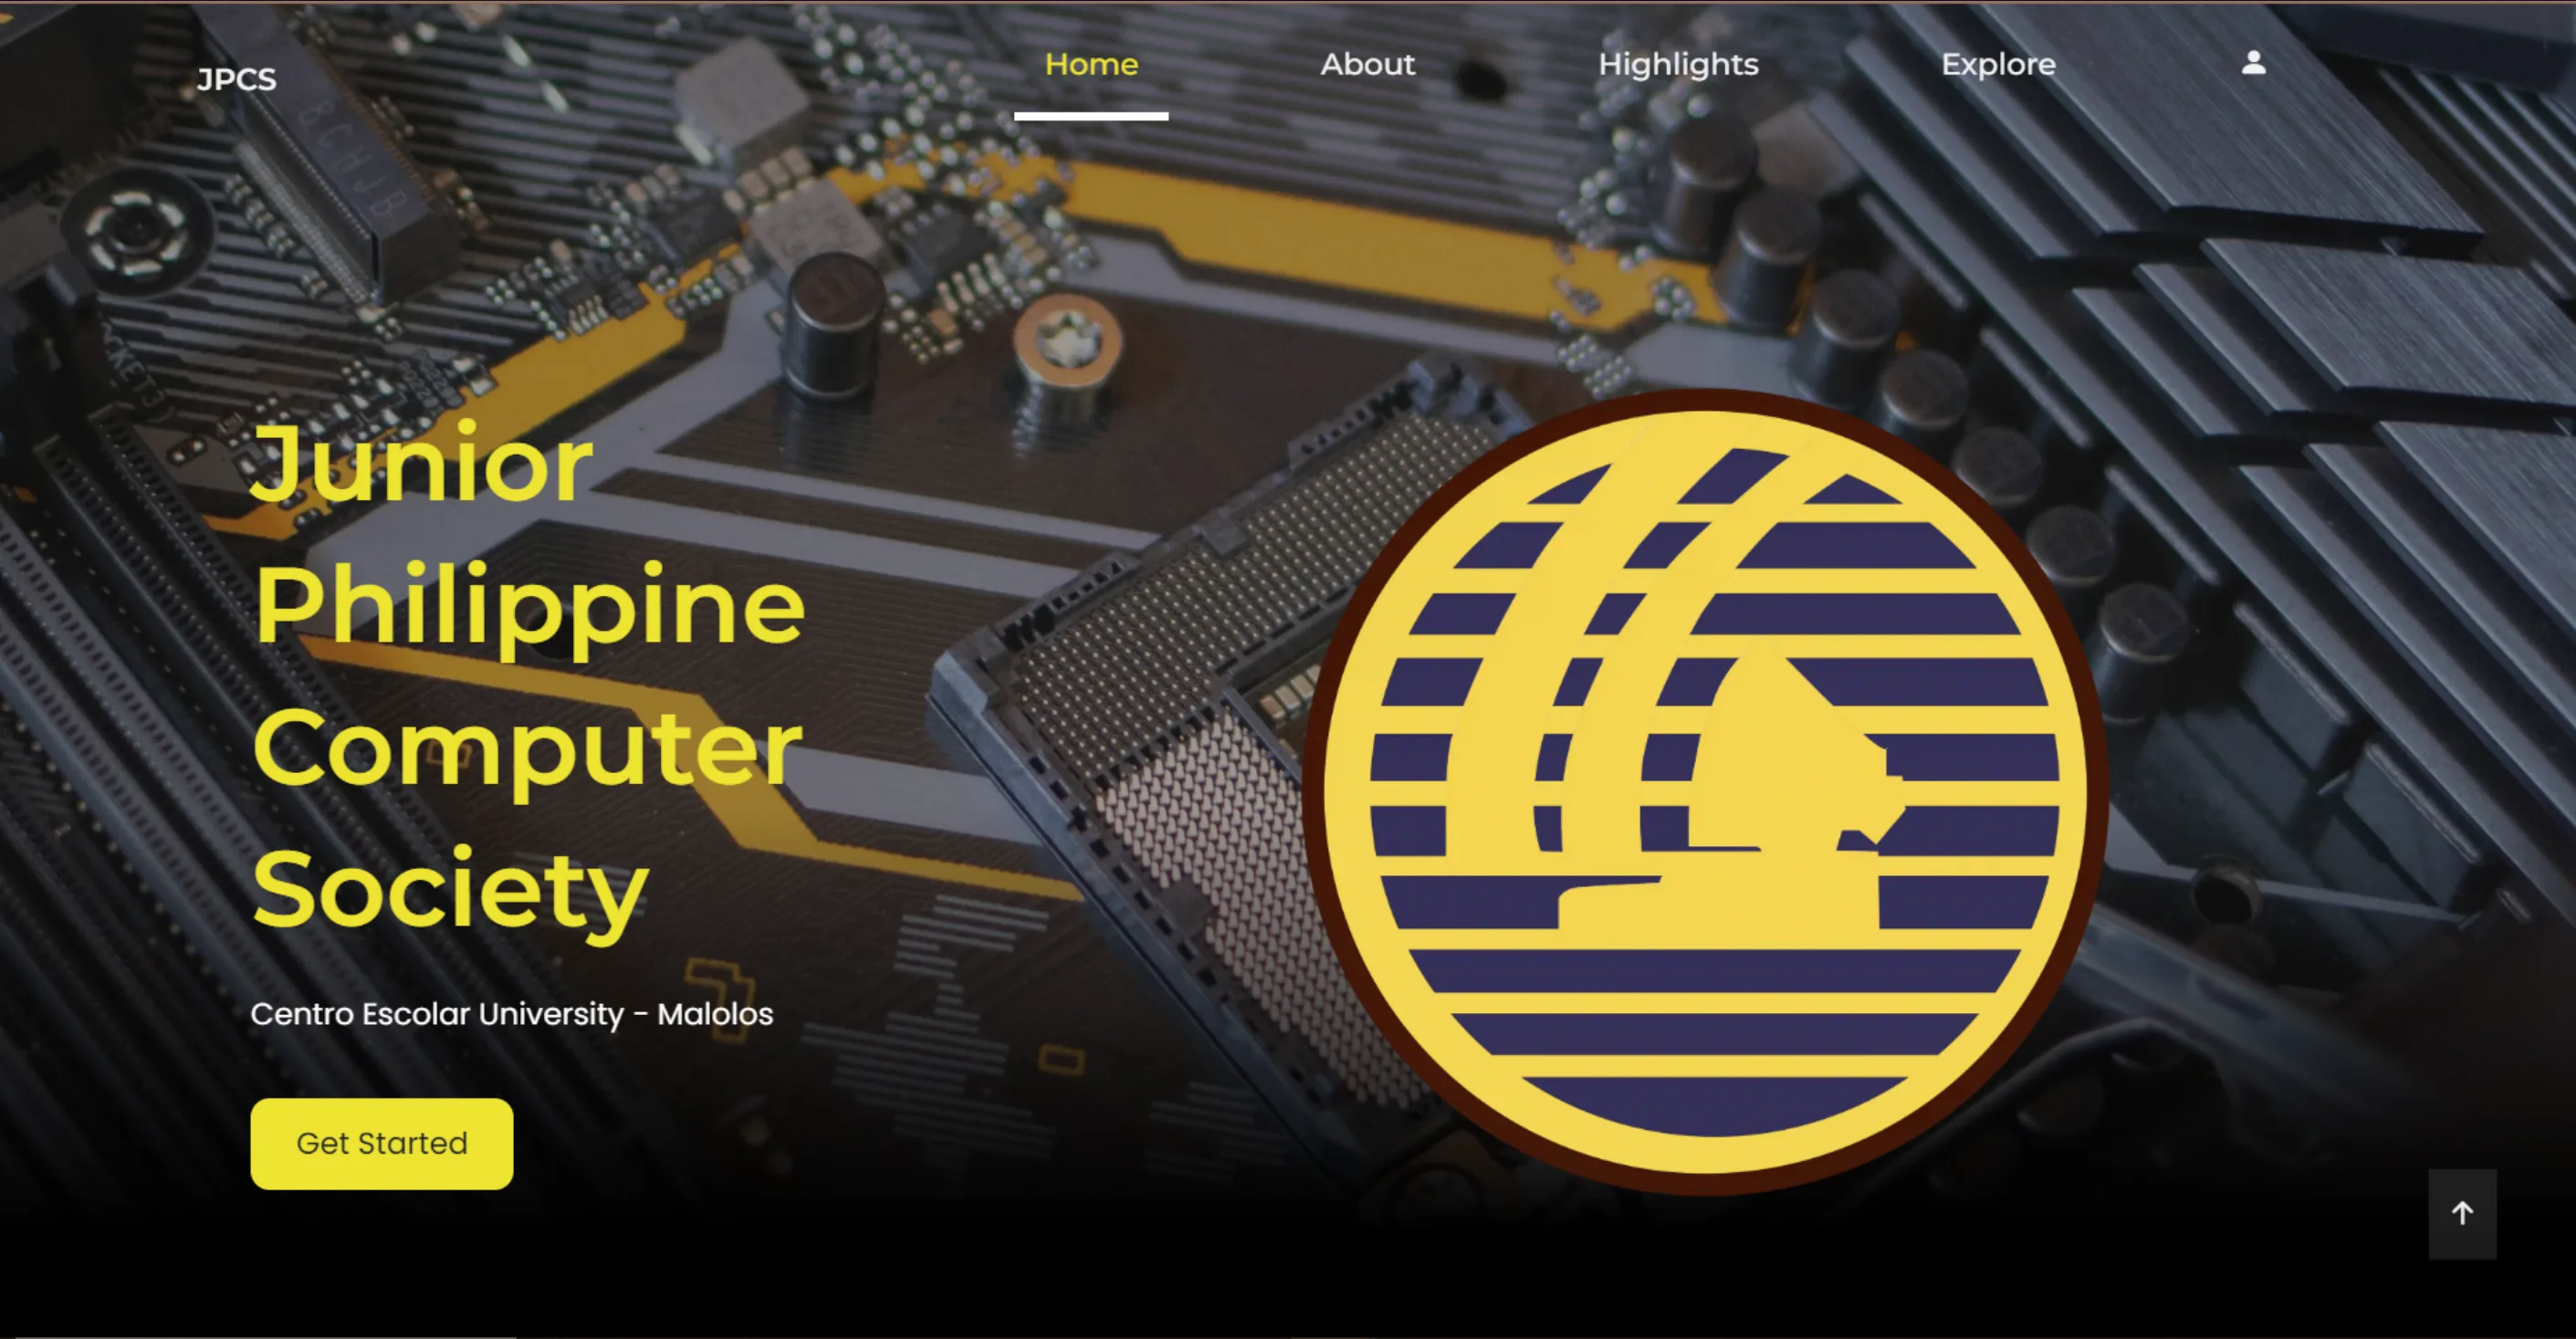 JPCS
Home
About
Highlights
Explore
Junior
Philippine
Computer
Society
Centro Escolar University - Malolos
Get Started